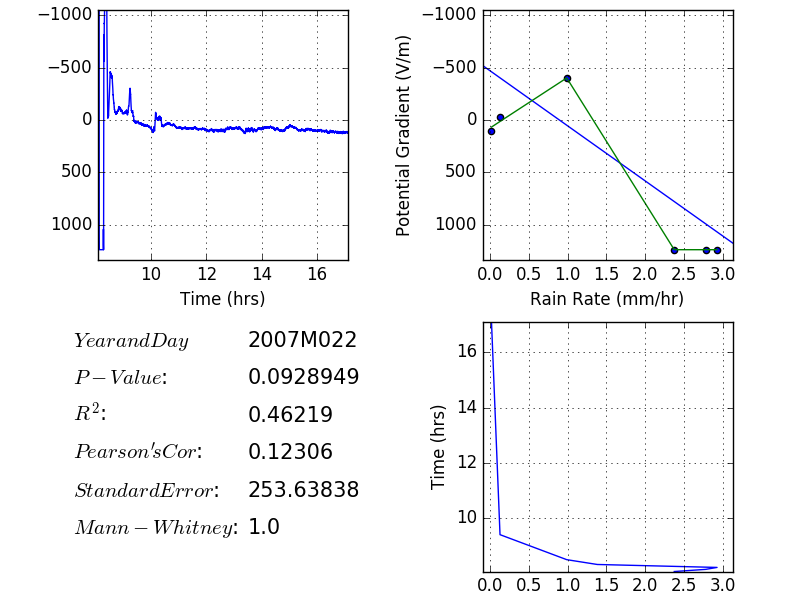 −1000
−500
0
500
1000
10 12 14 16
Time (hrs)
−1000
−500
0
500
1000
Potential Gradient (V/m)
0.0 0.5 1.0 1.5 2.0 2.5 3.0
Rain Rate (mm/hr)
YearandDay 2007M022
P−Value: 0.0928949
R²: 0.46219
Pearson'sCor: 0.12306
StandardError: 253.63838
Mann−Whitney: 1.0
16
14
12
10
Time (hrs)
0.0 0.5 1.0 1.5 2.0 2.5 3.0